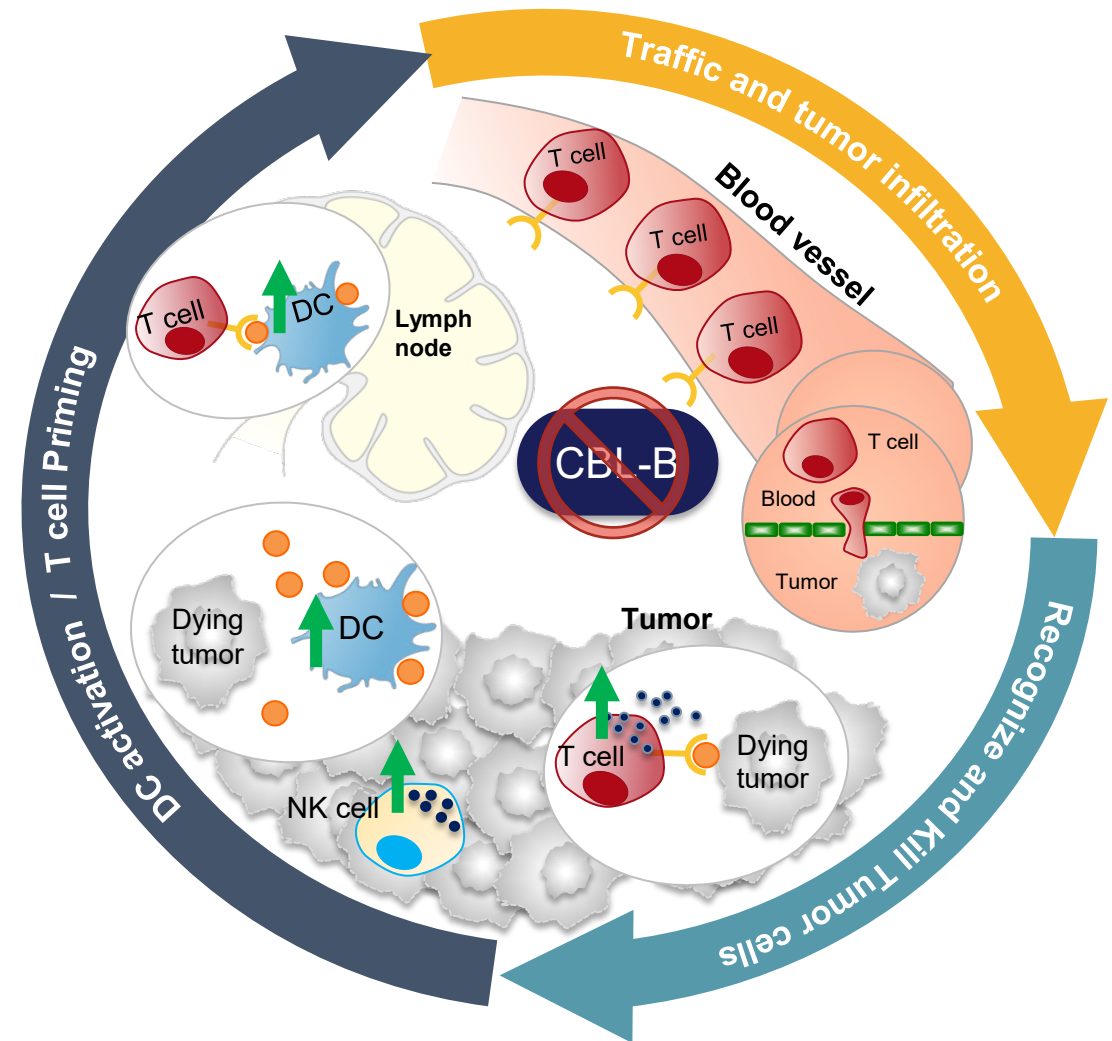 Traffic and tumor infiltration
T cell
Blood vessel
T cell
T cell
DC
T cell
Lymph
node
CBL-B
T cell
Blood
Tumor
DC activation / T cell Priming
Dying
tumor
DC
Tumor
T cell
Dying
tumor
NK cell
Recognize and Kill Tumor cells